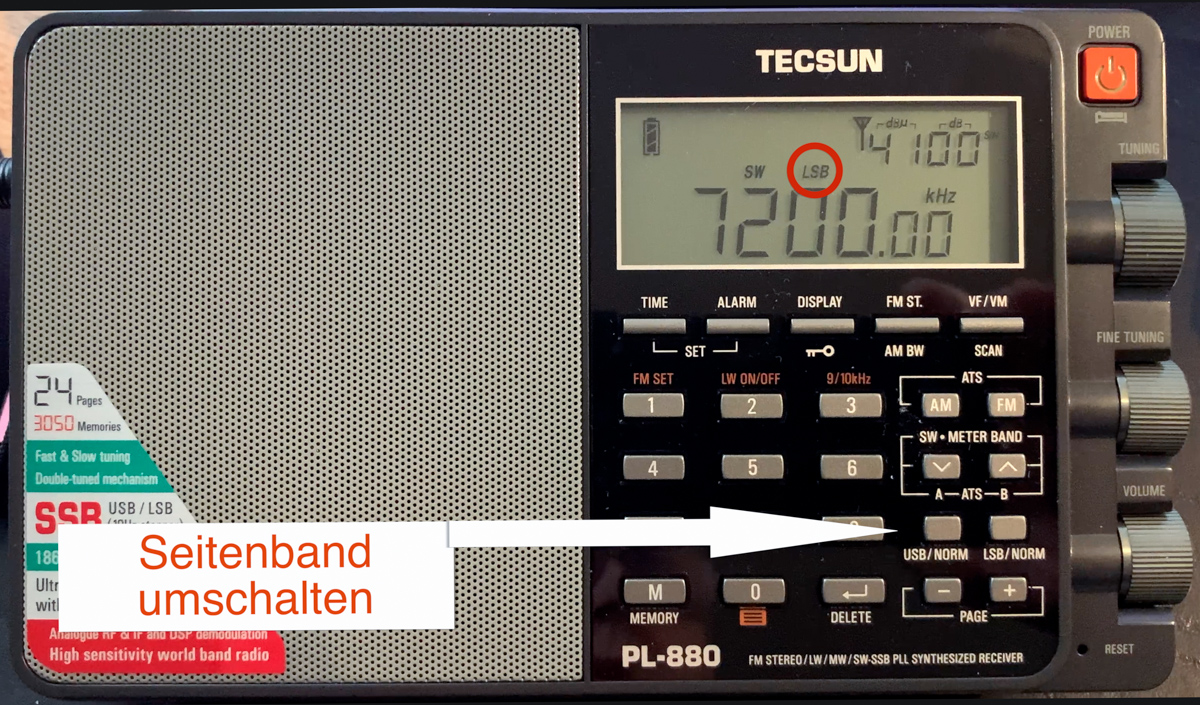 POWER
TECSUN
dBμ dB
4 100
TUNING
SW LSB
kHz
7200.00
TIME ALARM DISPLAY FM ST. VF/VM
FINE TUNING
SET AM BW SCAN
FM SET LW ON/OFF 9/10kHz ATS
24 Pages
1 2 3 AM FM
3050 Memories
SW•METER BAND
Fast & Slow tuning
4 5 6
Double-tuned mechanism
A—ATS—B
VOLUME
SSB USB / LSB
USB/NORM LSB/NORM
186
Seitenband
umschalten
Ultr
wit
M 0
MEMORY DELETE
− +
PAGE
Analogue RF & IF and DSP demodulation
High sensitivity world band radio
PL-880 FM STEREO/LW/MW/SW-SSB PLL SYNTHESIZED RECEIVER
RESET